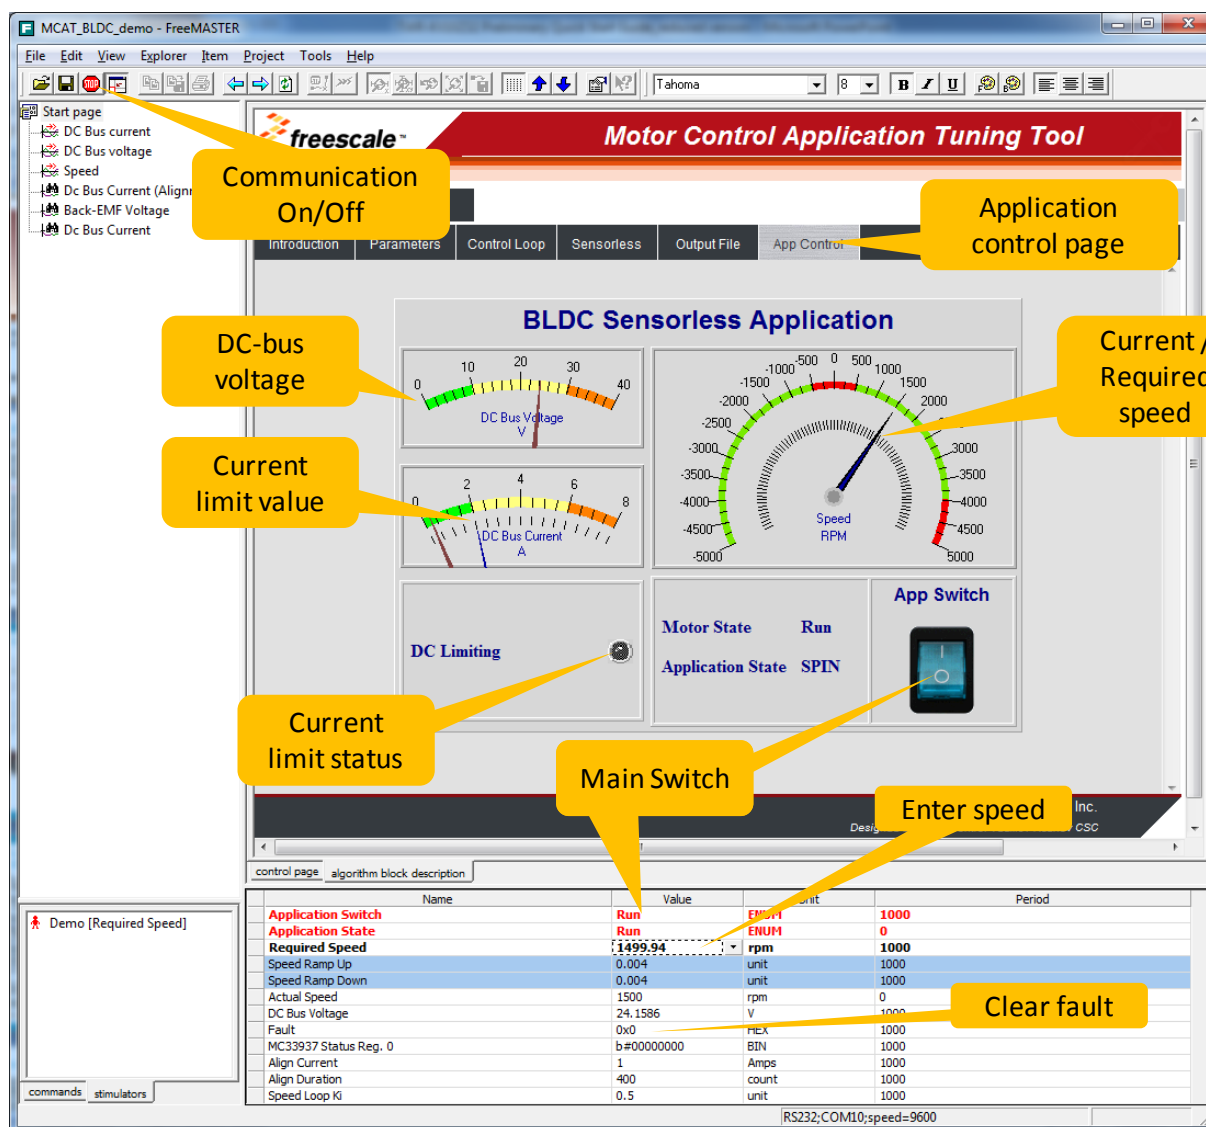 MCAT_BLDC_demo - FreeMASTER
File Edit View Explorer Item Project Tools Help
STOP
Tahoma 8 B I U
Start page
DC Bus current
DC Bus voltage
Speed
Dc Bus Current (Alignm
Back-EMF Voltage
Dc Bus Current
freescale™
Motor Control Application Tuning Tool
Communication
On/Off
Application
control page
Introduction Parameters Control Loop Sensorless Output File App Control
BLDC Sensorless Application
DC-bus
voltage
0 10 20 30 40
DC Bus Voltage
V
Current
limit value
0 2 4 6 8
DC Bus Current
A
-5000 -4500 -4000 -3500 -3000 -2500 -2000 -1500 -1000 -500 0 500 1000 1500 2000 3000 3500 4000 4500 5000
Speed
RPM
Current /
Required
speed
DC Limiting
Motor State Run
Application State SPIN
App Switch
Current
limit status
Main Switch
Enter speed
Inc.
CSC
control page algorithm block description
Name Value Unit Period
Application Switch Run ENUM 1000
Application State Run ENUM 0
Required Speed 1499.94 rpm 1000
Speed Ramp Up 0.004 unit 1000
Speed Ramp Down 0.004 unit 1000
Actual Speed 1500 rpm 0
DC Bus Voltage 24.1586 V 1000
Fault 0x0 HEX 1000
MC33937 Status Reg. 0 b#00000000 BIN 1000
Align Current 1 Amps 1000
Align Duration 400 count 1000
Speed Loop Ki 0.5 unit 1000
Clear fault
Demo [Required Speed]
commands stimulators
RS232;COM10;speed=9600